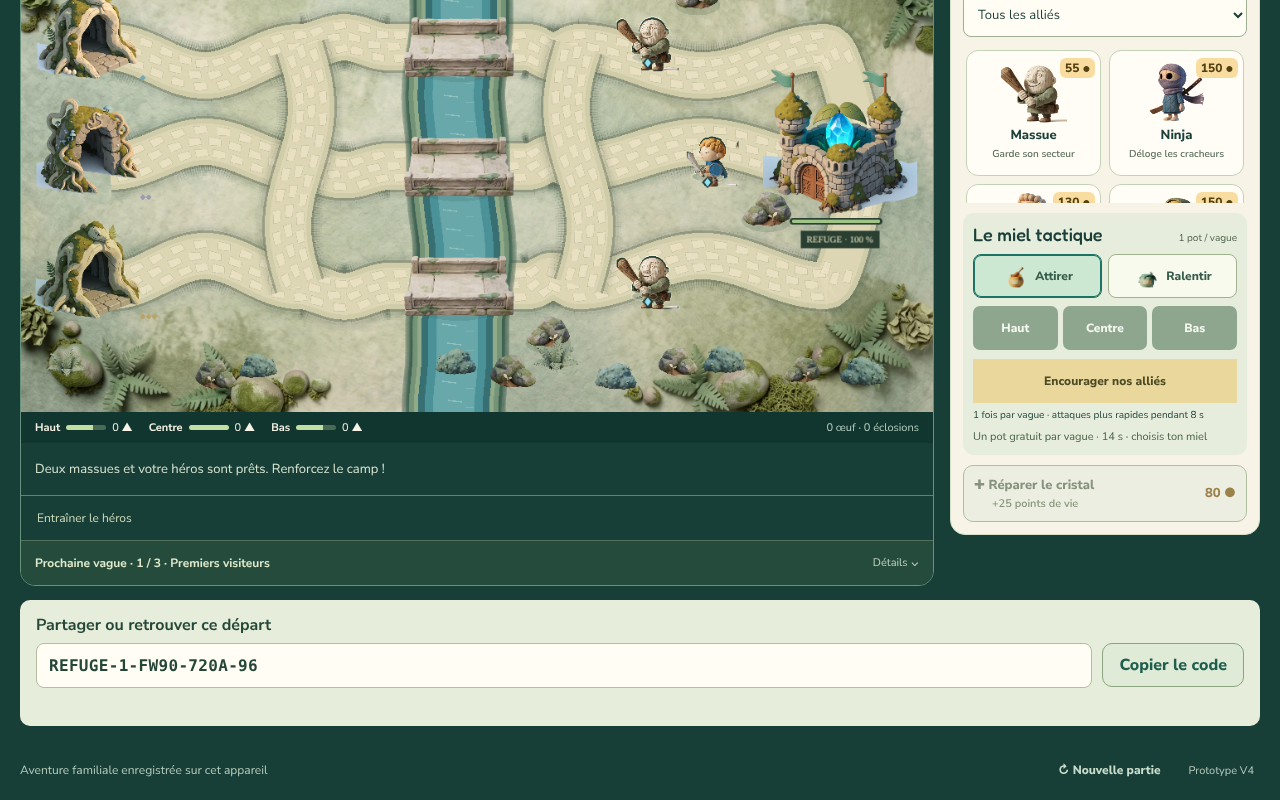 Tous les alliés
55
150
Massue
Ninja
Garde son secteur
Déloge les cracheurs
130
150
REFUGE · 100 %
Le miel tactique
1 pot / vague
Attirer
Ralentir
Haut
Centre
Bas
Encourager nos alliés
1 fois par vague · attaques plus rapides pendant 8 s
Un pot gratuit par vague · 14 s · choisis ton miel
+ Réparer le cristal
+25 points de vie
80
Haut 0 ▲ Centre 0 ▲ Bas 0 ▲
0 œuf · 0 éclosions
Deux massues et votre héros sont prêts. Renforcez le camp !
Entraîner le héros
Prochaine vague · 1 / 3 · Premiers visiteurs
Détails
Partager ou retrouver ce départ
REFUGE-1-FW90-720A-96
Copier le code
Aventure familiale enregistrée sur cet appareil
↻ Nouvelle partie
Prototype V4